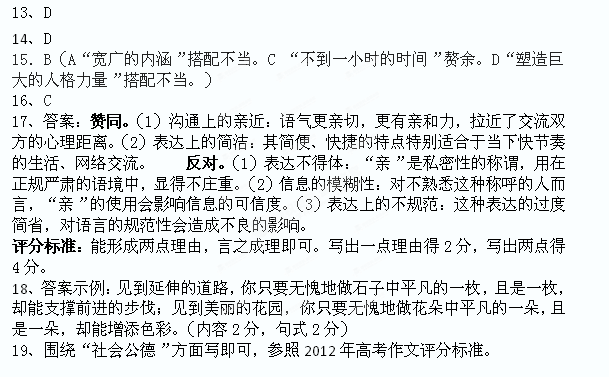 13、D
14、D
15．B（A“宽广的内涵”搭配不当。C “不到一小时的时间”赘余。D“塑造巨
大的人格力量”搭配不当。）
16、C
17、答案：赞同。（1）沟通上的亲近：语气更亲切，更有亲和力，拉近了交流双
方的心理距离。（2）表达上的简洁：其简便、快捷的特点特别适合于当下快节奏
的生活、网络交流。 反对。（1）表达不得体：“亲”是私密性的称谓，用在
正规严肃的语境中，显得不庄重。（2）信息的模糊性：对不熟悉这种称呼的人而
言，“亲”的使用会影响信息的可信度。（3）表达上的不规范：这种表达的过度
简省，对语言的规范性会造成不良的影响。
评分标准：能形成两点理由，言之成理即可。写出一点理由得2分，写出两点得
4分。
18、答案示例：见到延伸的道路，你只要无愧地做石子中平凡的一枚，且是一枚，
却能支撑前进的步伐；见到美丽的花园，你只要无愧地做花朵中平凡的一朵，且
是一朵，却能增添色彩。（内容2分，句式2分）
19、围绕“社会公德”方面写即可，参照2012年高考作文评分标准。